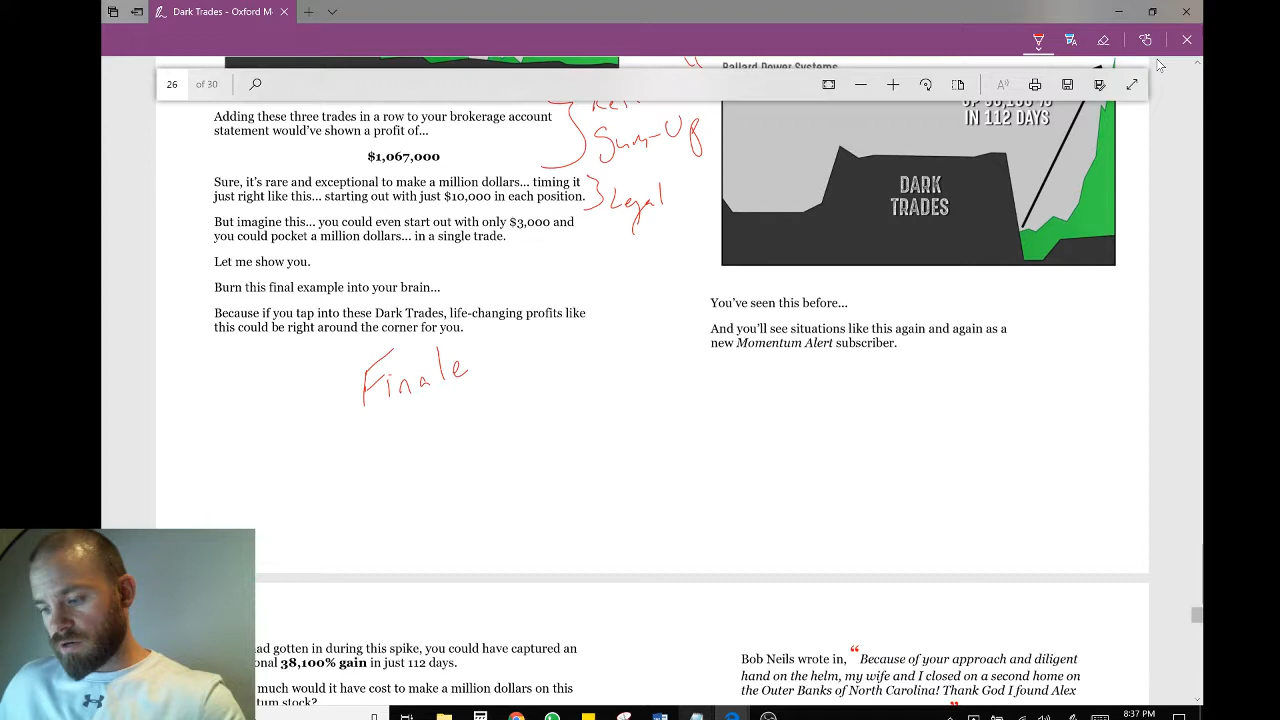 Dark Trades - Oxford M
26 of 30
Ballard Power Systems
IN 112 DAYS
DARK
TRADES
Adding these three trades in a row to your brokerage account
statement would've shown a profit of...
$1,067,000
Sure, it's rare and exceptional to make a million dollars... timing it
just right like this... starting out with just $10,000 in each position.
But imagine this... you could even start out with only $3,000 and
you could pocket a million dollars... in a single trade.
Let me show you.
Burn this final example into your brain...
Because if you tap into these Dark Trades, life-changing profits like
this could be right around the corner for you.
Sum-Up
Legal
Finale
You've seen this before...
And you'll see situations like this again and again as a
new Momentum Alert subscriber.
had gotten in during this spike, you could have captured an
38,100% gain in just 112 days.
much would it have cost to make a million dollars on this
stock?
Bob Neils wrote in, "Because of your approach and diligent
hand on the helm, my wife and I closed on a second home on
the Outer Banks of North Carolina! Thank God I found Alex
8:37 PM